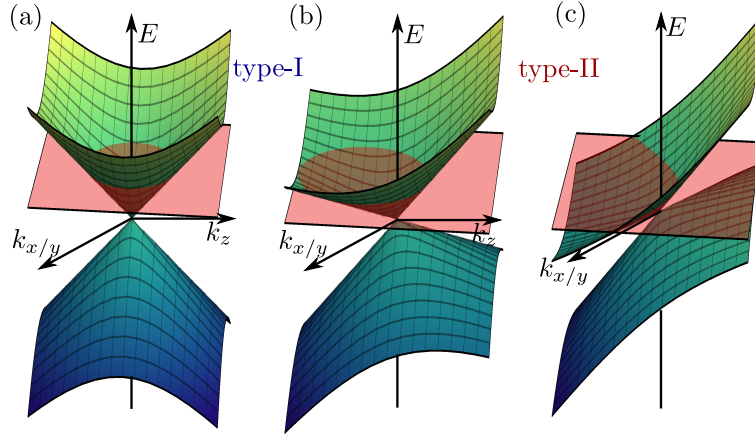 (a)
E
k_{x/y}
k_z
type-I
(b)
E
k_{x/y}
k_z
type-II
(c)
E
k_{x/y}